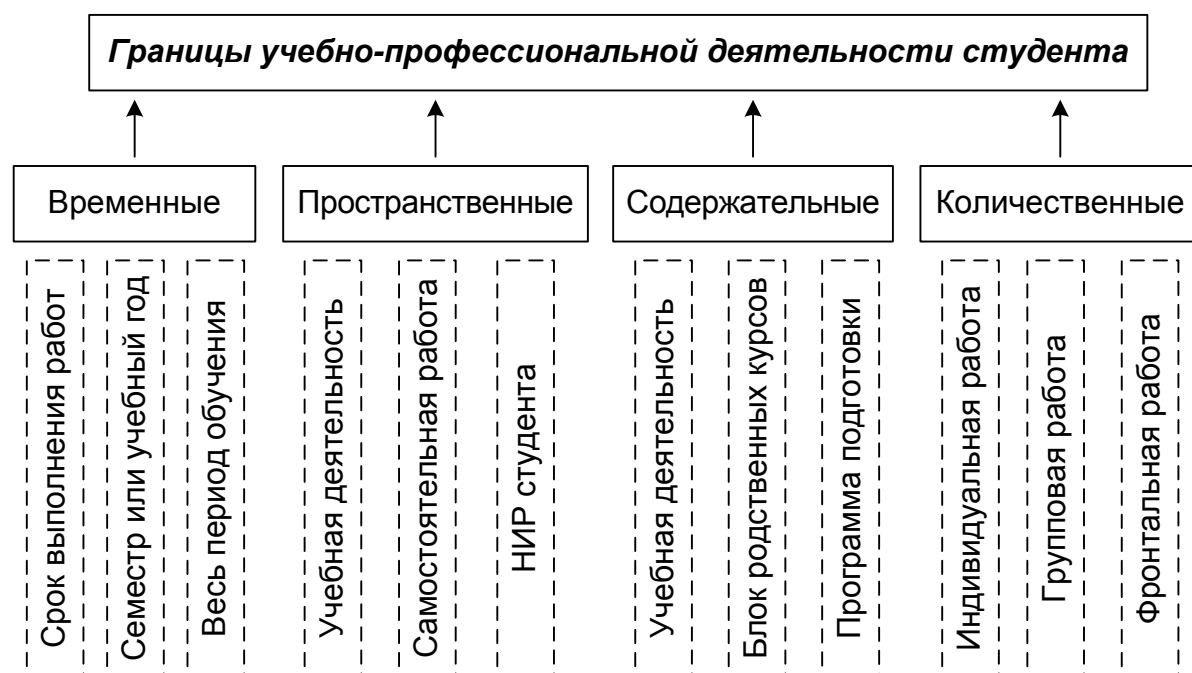 Границы учебно-профессиональной деятельности студента
Временные
Пространственные
Содержательные
Количественные
Срок выполнения работ
Семестр или учебный год
Весь период обучения
Учебная деятельность
Самостоятельная работа
НИР студента
Учебная деятельность
Блок родственных курсов
Программа подготовки
Индивидуальная работа
Групповая работа
Фронтальная работа